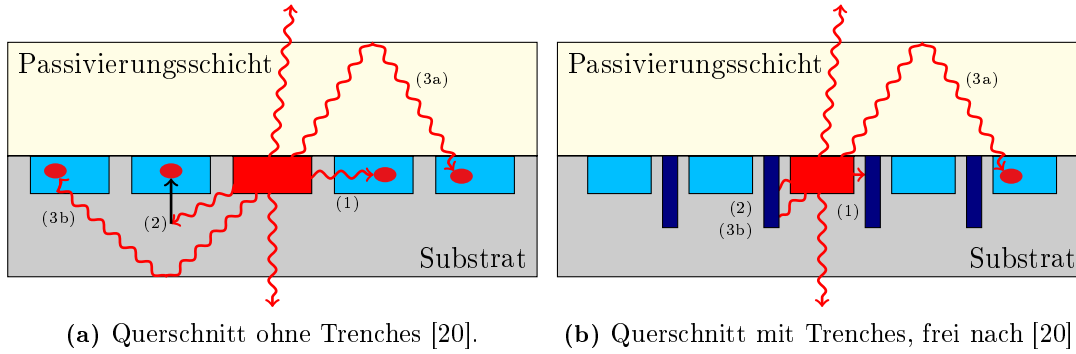 Passivierungsschicht
(3a)
(1)
(2)
(3b)
Substrat
(a) Querschnitt ohne Trenches [20].
Passivierungsschicht
(3a)
(2)
(1)
(3b)
Substrat
(b) Querschnitt mit Trenches, frei nach [20]